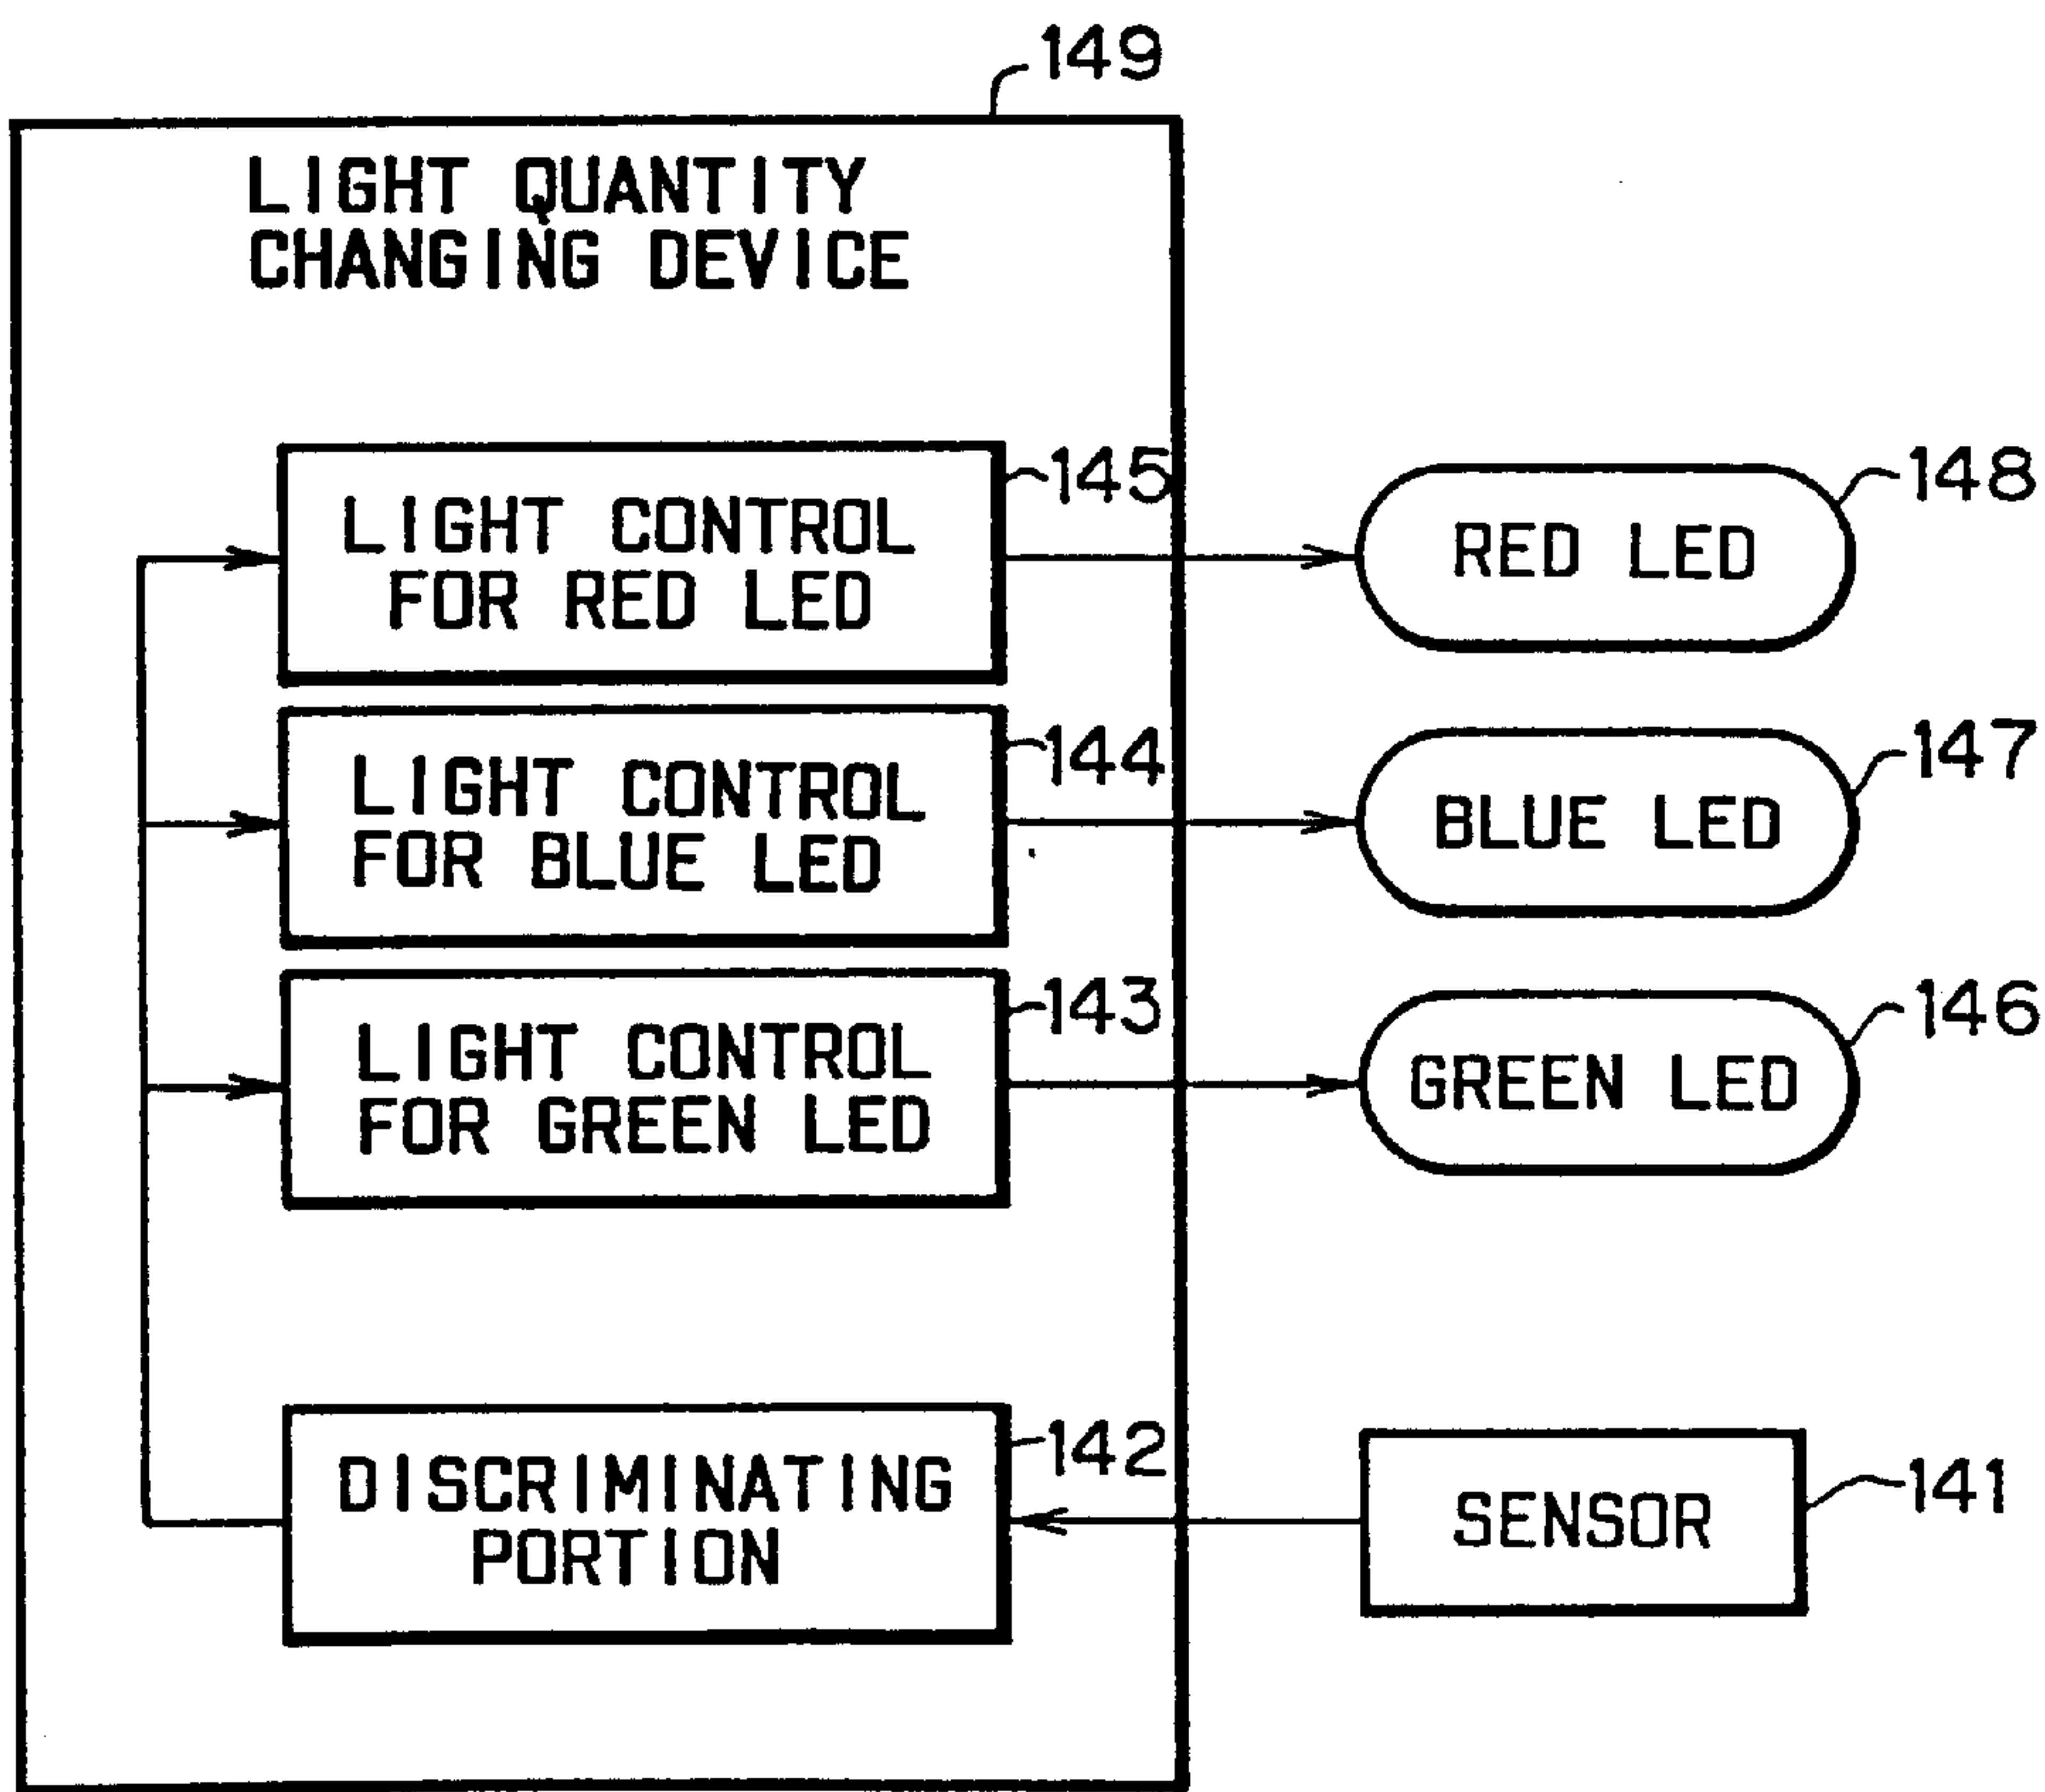 149
LIGHT QUANTITY
CHANGING DEVICE
145
LIGHT CONTROL
FOR RED LED
148
RED LED
144
LIGHT CONTROL
FOR BLUE LED
147
BLUE LED
143
LIGHT CONTROL
FOR GREEN LED
146
GREEN LED
142
DISCRIMINATING
PORTION
141
SENSOR